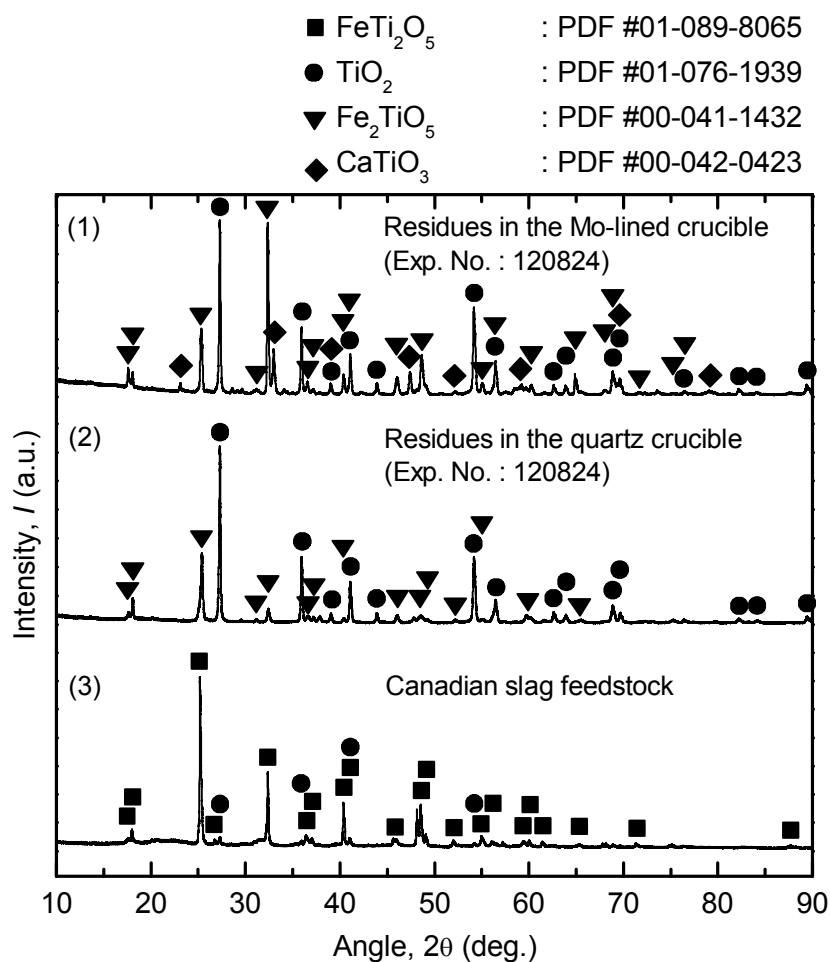 ■ FeTi₂O₅ : PDF #01-089-8065
● TiO₂ : PDF #01-076-1939
▼ Fe₂TiO₅ : PDF #00-041-1432
◆ CaTiO₃ : PDF #00-042-0423
(1) Residues in the Mo-lined crucible
(Exp. No. : 120824)
(2) Residues in the quartz crucible
(Exp. No. : 120824)
(3) Canadian slag feedstock
Intensity, I (a.u.)
10 20 30 40 50 60 70 80 90
Angle, 2θ (deg.)